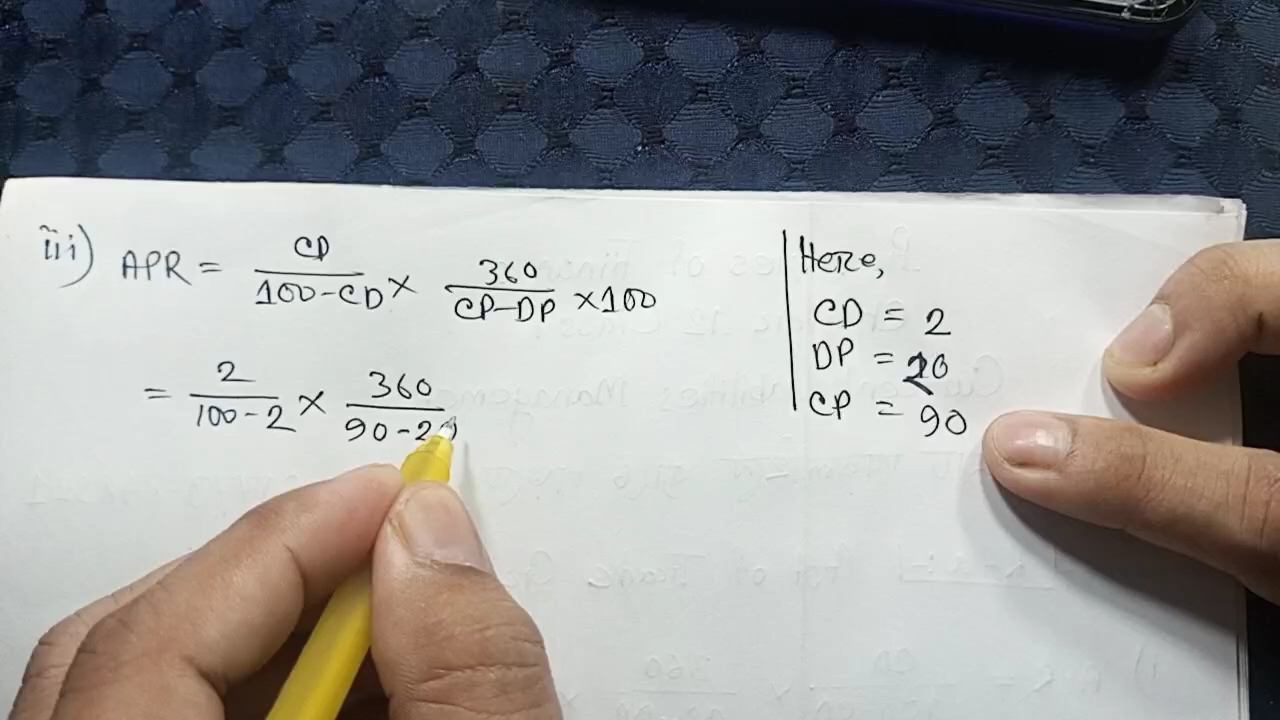 iii) APR = CD / 100 - CD × 360 / CP - DP × 100
= 2 / 100 - 2 × 360 / 90 - 20
Here,
CD = 2
DP = 20
CP = 90